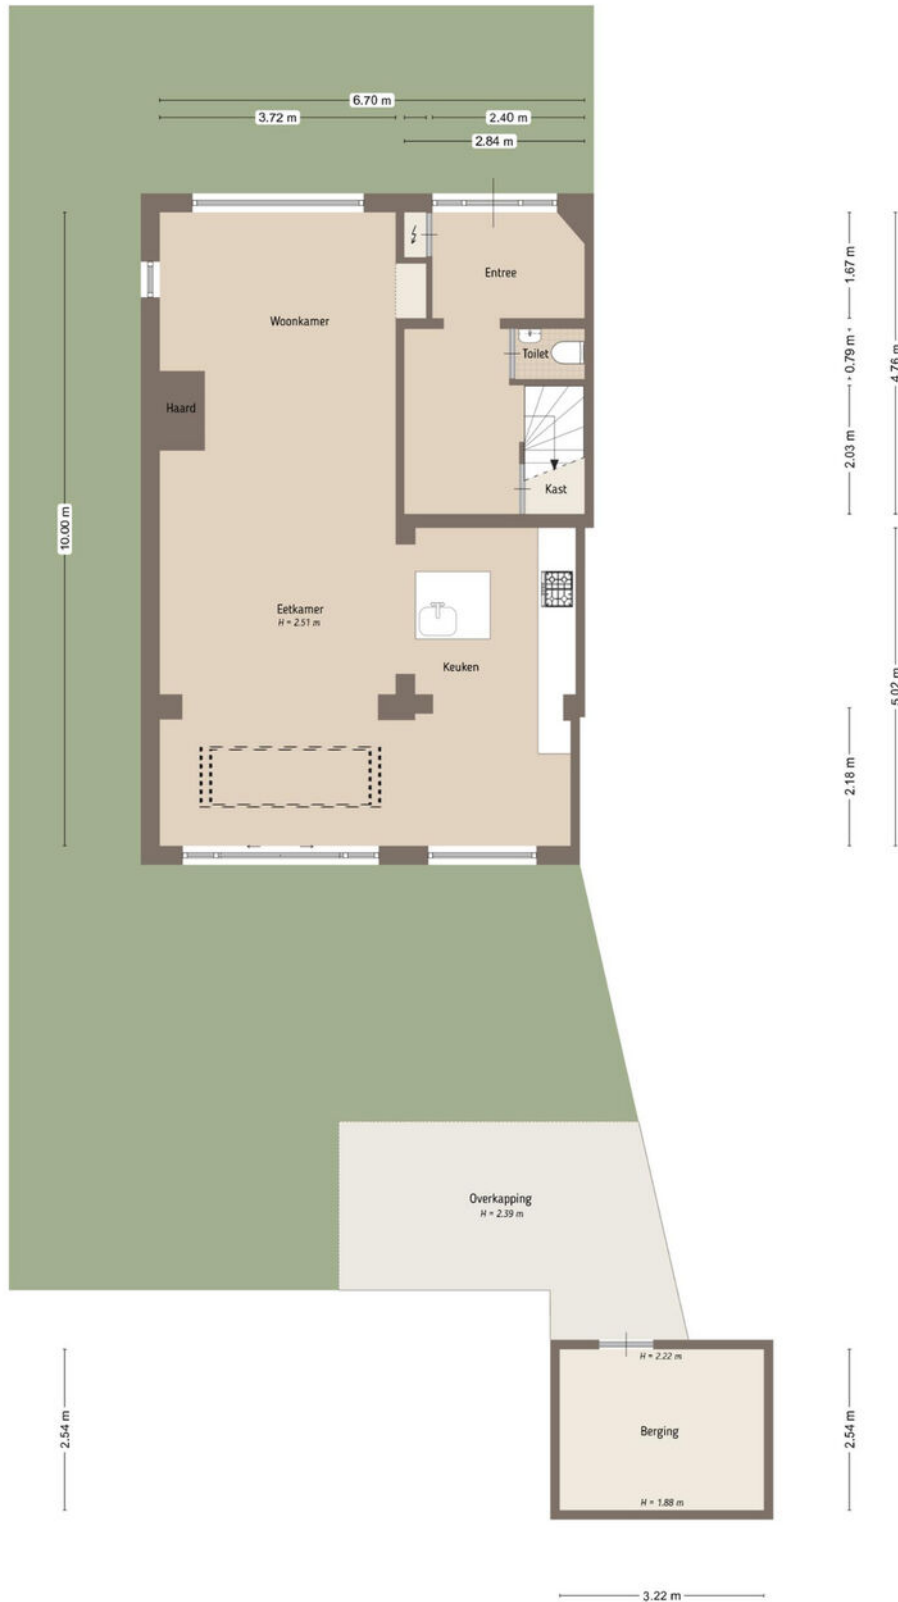 6.70 m
3.72 m
2.40 m
2.84 m
Entree
1.67 m
Woonkamer
Toilet
0.79 m
4.76 m
Haard
2.03 m
Kast
10.00 m
Eetkamer
H = 2.51 m
Keuken
5.02 m
2.18 m
Overkapping
H = 2.39 m
H = 2.22 m
2.54 m
Berging
2.54 m
H = 1.88 m
3.22 m